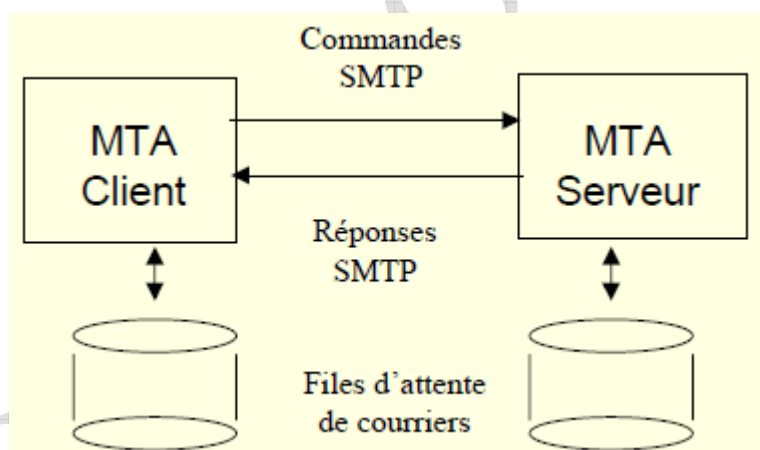 Commandes
SMTP
MTA
Client
MTA
Serveur
Réponses
SMTP
Files d'attente
de courriers